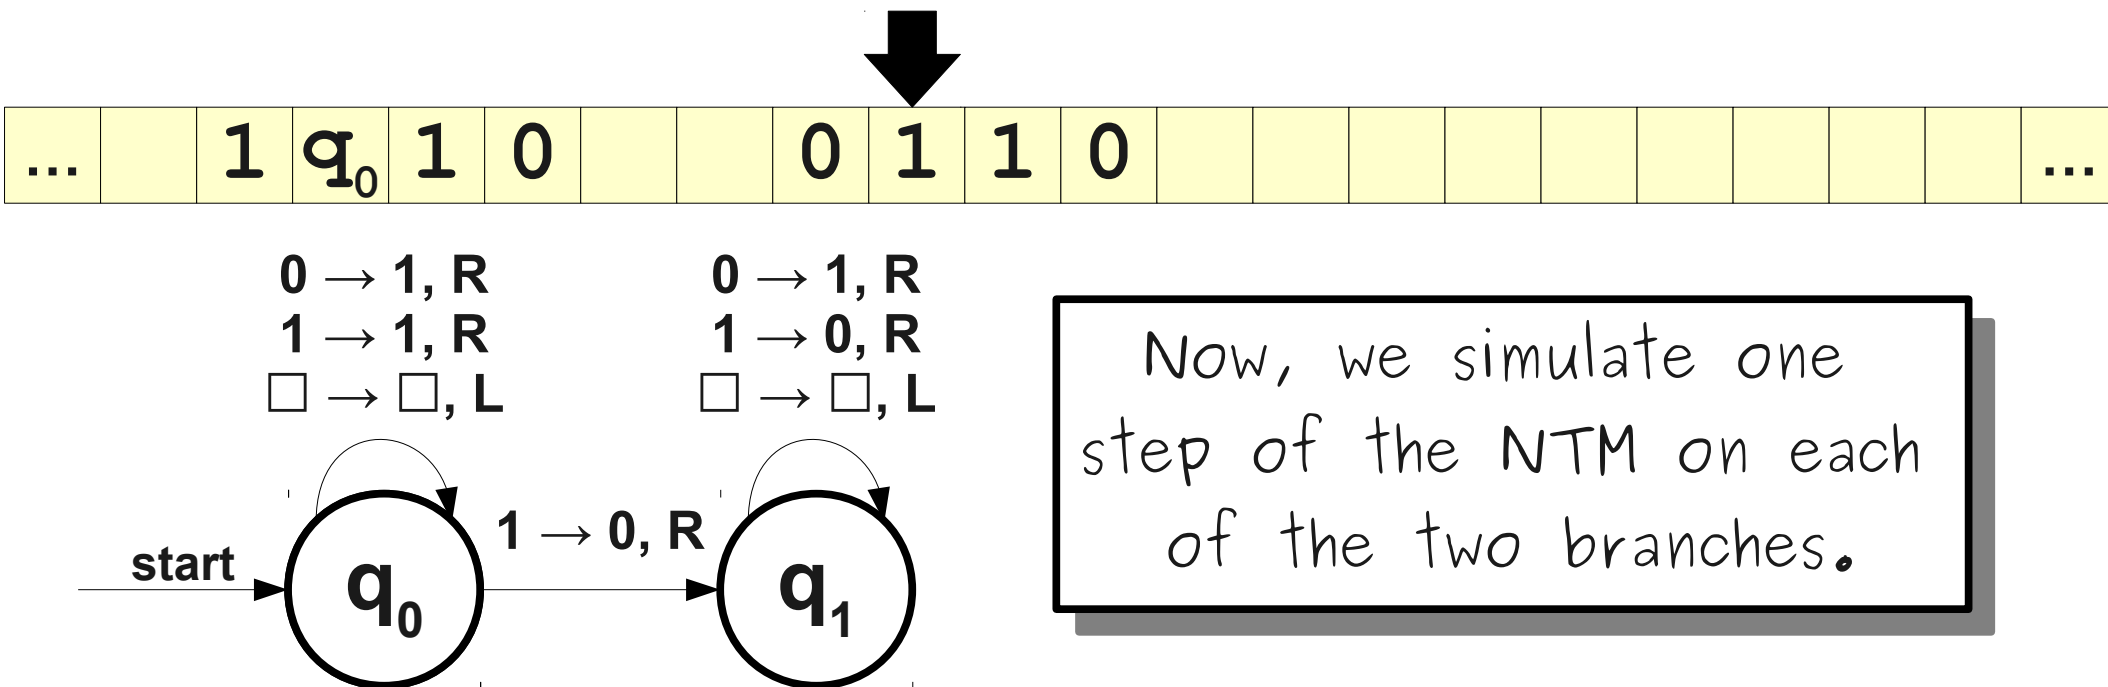 ... 1 q₀ 1 0 0 1 1 0 ...
0 → 1, R
1 → 1, R
□ → □, L
0 → 1, R
1 → 0, R
□ → □, L
start
q₀
1 → 0, R
q₁
Now, we simulate one
step of the NTM on each
of the two branches.